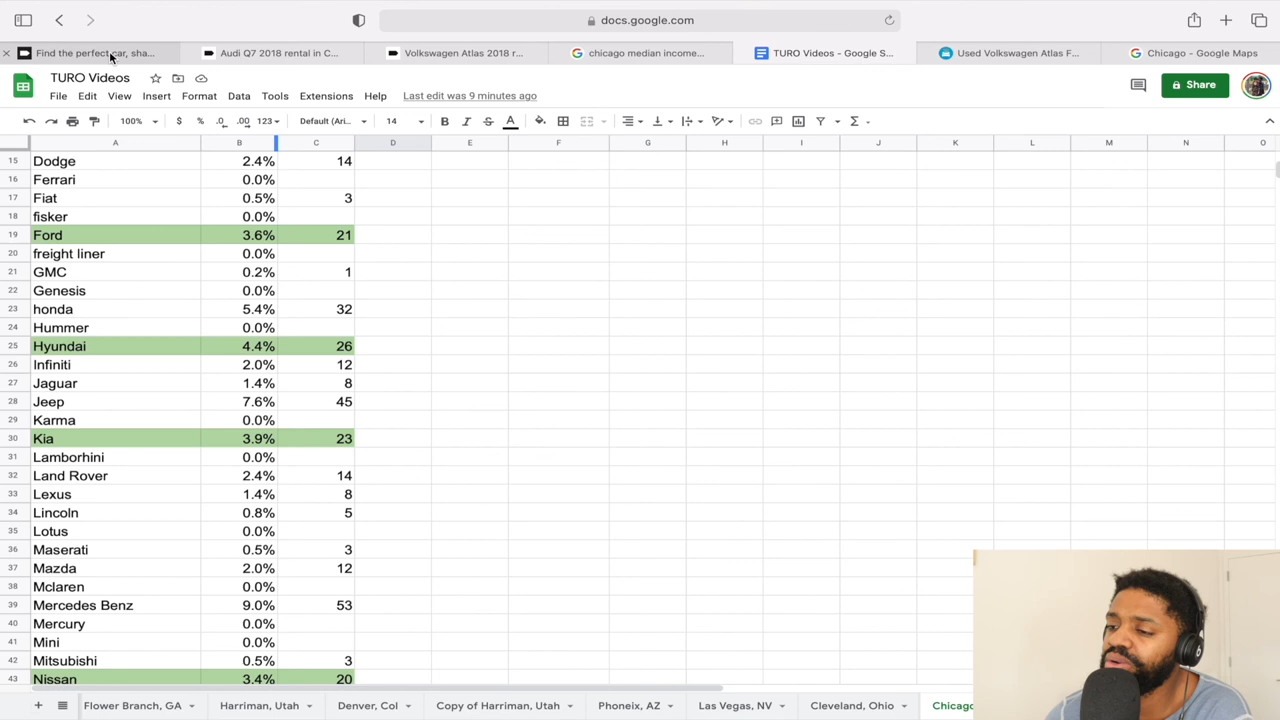 docs.google.com
Find the perfect car, sha...
Audi Q7 2018 rental in C...
Volkswagen Atlas 2018 r...
chicago median income...
TURO Videos - Google S...
Used Volkswagen Atlas F...
Chicago - Google Maps
TURO Videos
File Edit View Insert Format Data Tools Extensions Help Last edit was 9 minutes ago
Share
100% $ % .0 .00 123 Default (Ari... 14 B I S A
A B C D E F G H I J K L M N O
15 Dodge 2.4% 14
16 Ferrari 0.0%
17 Fiat 0.5% 3
18 fisker 0.0%
19 Ford 3.6% 21
20 freight liner 0.0%
21 GMC 0.2% 1
22 Genesis 0.0%
23 honda 5.4% 32
24 Hummer 0.0%
25 Hyundai 4.4% 26
26 Infiniti 2.0% 12
27 Jaguar 1.4% 8
28 Jeep 7.6% 45
29 Karma 0.0%
30 Kia 3.9% 23
31 Lamborhini 0.0%
32 Land Rover 2.4% 14
33 Lexus 1.4% 8
34 Lincoln 0.8% 5
35 Lotus 0.0%
36 Maserati 0.5% 3
37 Mazda 2.0% 12
38 Mclaren 0.0%
39 Mercedes Benz 9.0% 53
40 Mercury 0.0%
41 Mini 0.0%
42 Mitsubishi 0.5% 3
43 Nissan 3.4% 20
Flower Branch, GA Harriman, Utah Denver, Col Copy of Harriman, Utah Phoneix, AZ Las Vegas, NV Cleveland, Ohio Chicago